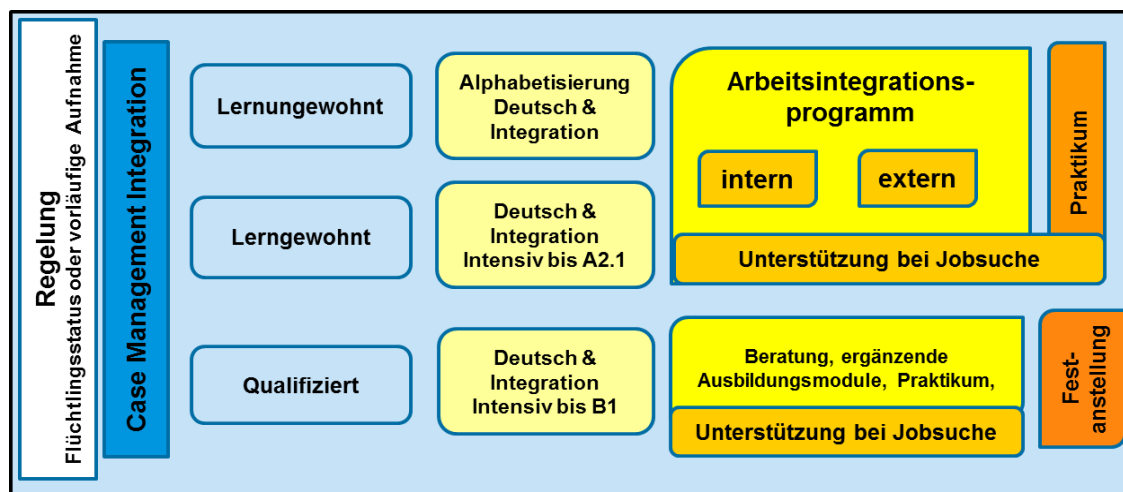 Regelung
Flüchtlingsstatus oder vorläufige Aufnahme
Case Management Integration
Lernungewohnt
Alphabetisierung
Deutsch &
Integration
Arbeitsintegrations-
programm
intern
extern
Praktikum
Lerngewohnt
Deutsch &
Integration
Intensiv bis A2.1
Unterstützung bei Jobsuche
Qualifiziert
Deutsch &
Integration
Intensiv bis B1
Beratung, ergänzende
Ausbildungsmodule, Praktikum,
Unterstützung bei Jobsuche
Fest-
anstellung